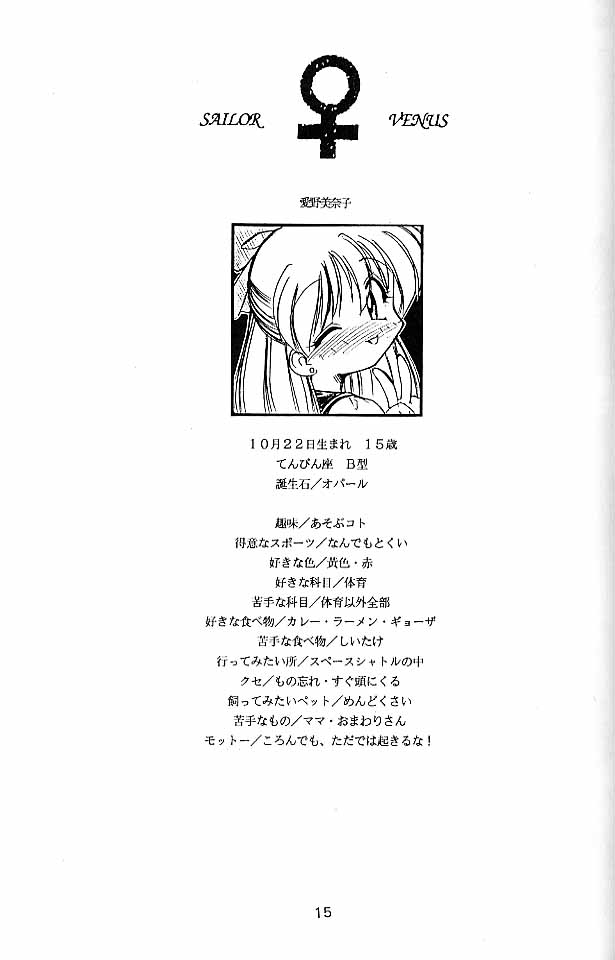 SAILOR VENUS
愛野美奈子
10月22日生まれ 15歳
てんびん座 B型
誕生石／オパール
趣味／あそぶコト
得意なスポーツ／なんでもとくい
好きな色／黄色・赤
好きな科目／体育
苦手な科目／体育以外全部
好きな食べ物／カレー・ラーメン・ギョーザ
苦手な食べ物／しいたけ
行ってみたい所／スペースシャトルの中
クセ／もの忘れ・すぐ頭にくる
飼ってみたいペット／めんどくさい
苦手なもの／ママ・おまわりさん
モットー／ころんでも、ただでは起きるな！
15